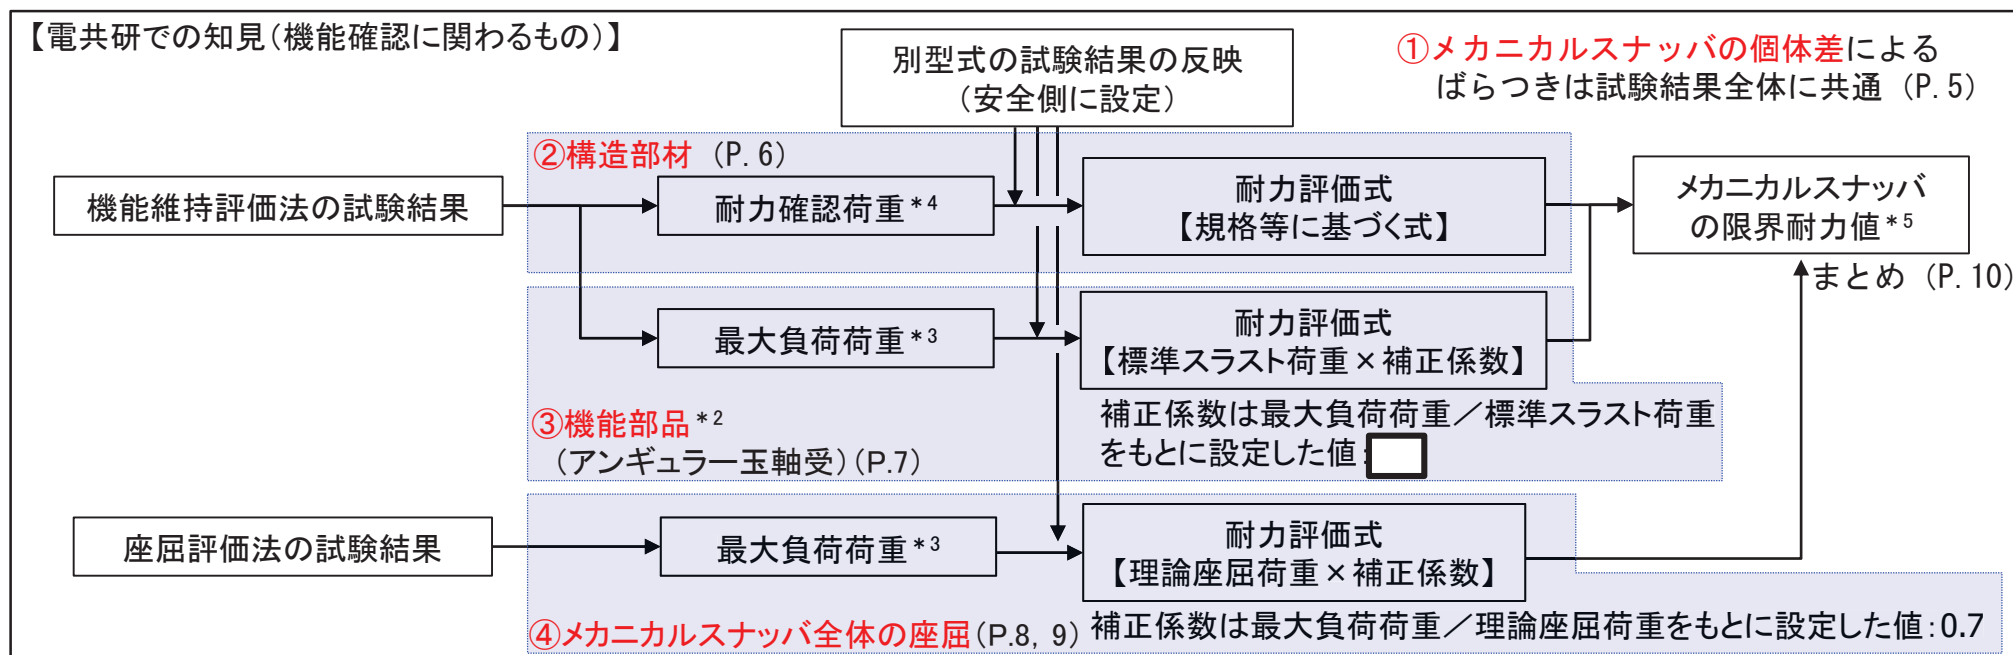 【電共研での知見(機能確認に関わるもの)】
別型式の試験結果の反映
(安全側に設定)
①メカニカルスナッバの個体差による
ばらつきは試験結果全体に共通 (P. 5)
②構造部材 (P. 6)
機能維持評価法の試験結果
耐力確認荷重*4
耐力評価式
【規格等に基づく式】
メカニカルスナッバ
の限界耐力値*5
まとめ (P. 10)
最大負荷荷重*3
耐力評価式
【標準スラスト荷重×補正係数】
③機能部品*2
(アンギュラー玉軸受)(P.7)
補正係数は最大負荷荷重/標準スラスト荷重
をもとに設定した値:
座屈評価法の試験結果
最大負荷荷重*3
耐力評価式
【理論座屈荷重×補正係数】
④メカニカルスナッバ全体の座屈(P.8, 9)
補正係数は最大負荷荷重/理論座屈荷重をもとに設定した値:0.7